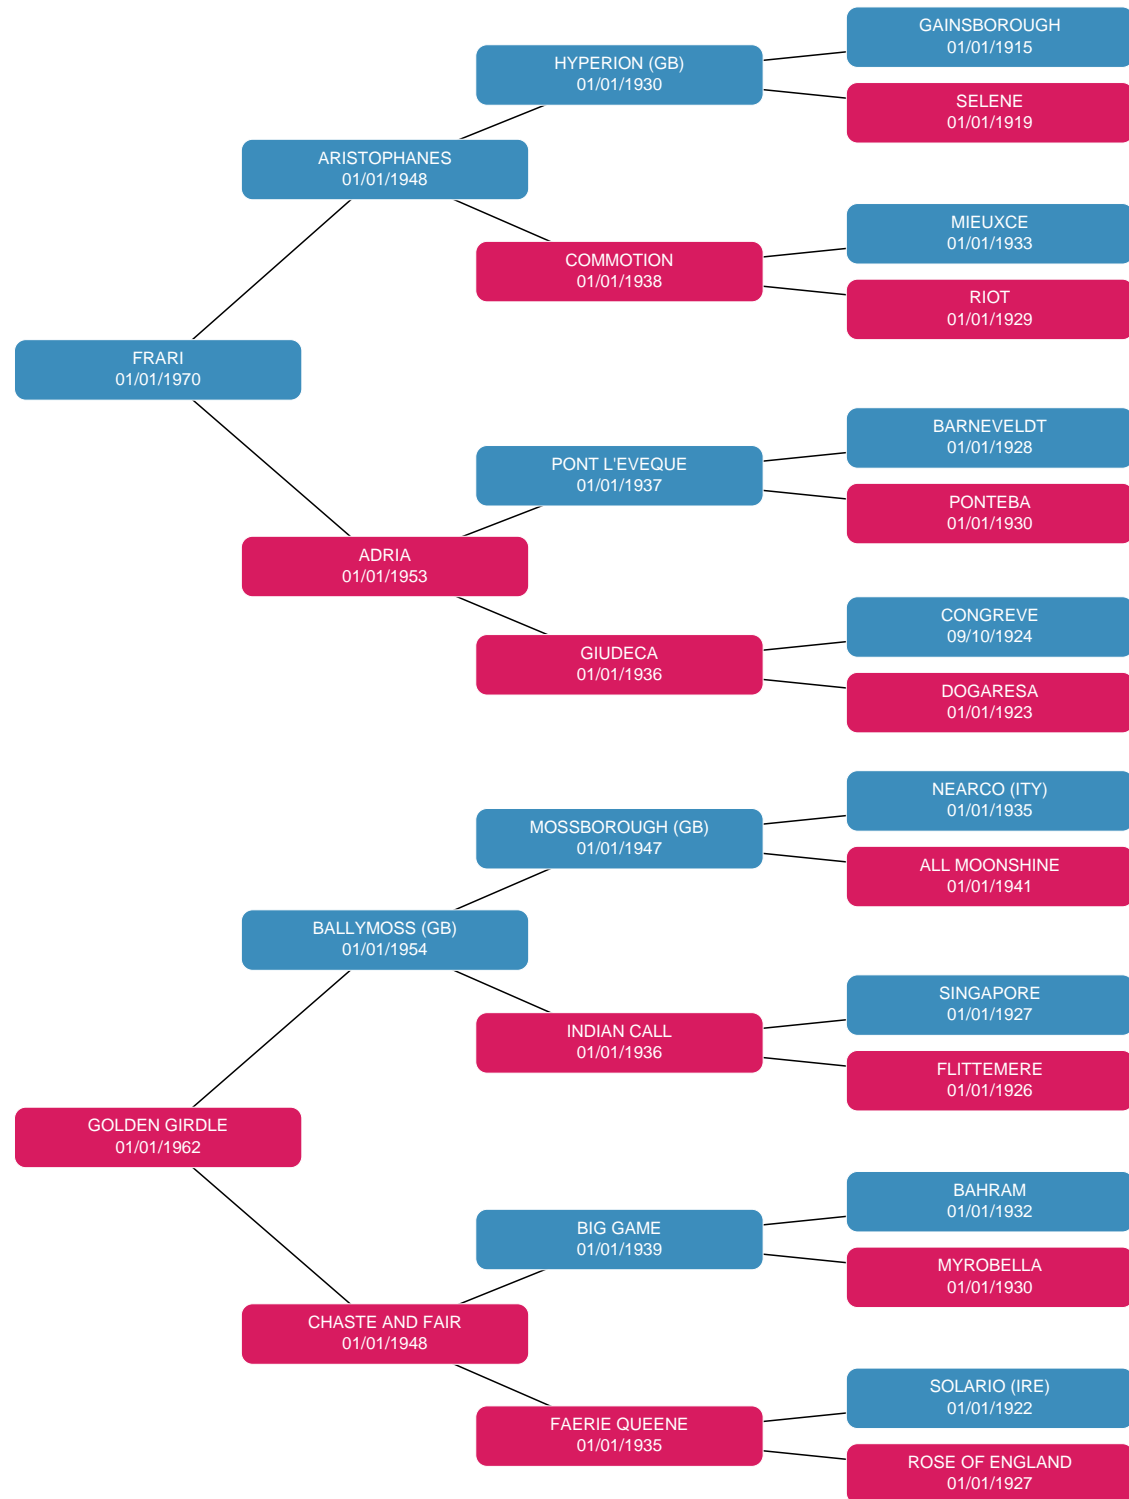 GAINSBOROUGH
01/01/1915
HYPERION (GB)
01/01/1930
SELENE
01/01/1919
ARISTOPHANES
01/01/1948
MIEUXCE
01/01/1933
COMMOTION
01/01/1938
RIOT
01/01/1929
FRARI
01/01/1970
BARNEVELDT
01/01/1928
PONT L'EVEQUE
01/01/1937
PONTEBA
01/01/1930
ADRIA
01/01/1953
CONGREVE
09/10/1924
GIUDECA
01/01/1936
DOGARESA
01/01/1923
NEARCO (ITY)
01/01/1935
MOSSBOROUGH (GB)
01/01/1947
ALL MOONSHINE
01/01/1941
BALLYMOSS (GB)
01/01/1954
SINGAPORE
01/01/1927
INDIAN CALL
01/01/1936
FLITTEMERE
01/01/1926
GOLDEN GIRDLE
01/01/1962
BAHRAM
01/01/1932
BIG GAME
01/01/1939
MYROBELLA
01/01/1930
CHASTE AND FAIR
01/01/1948
SOLARIO (IRE)
01/01/1922
FAERIE QUEENE
01/01/1935
ROSE OF ENGLAND
01/01/1927